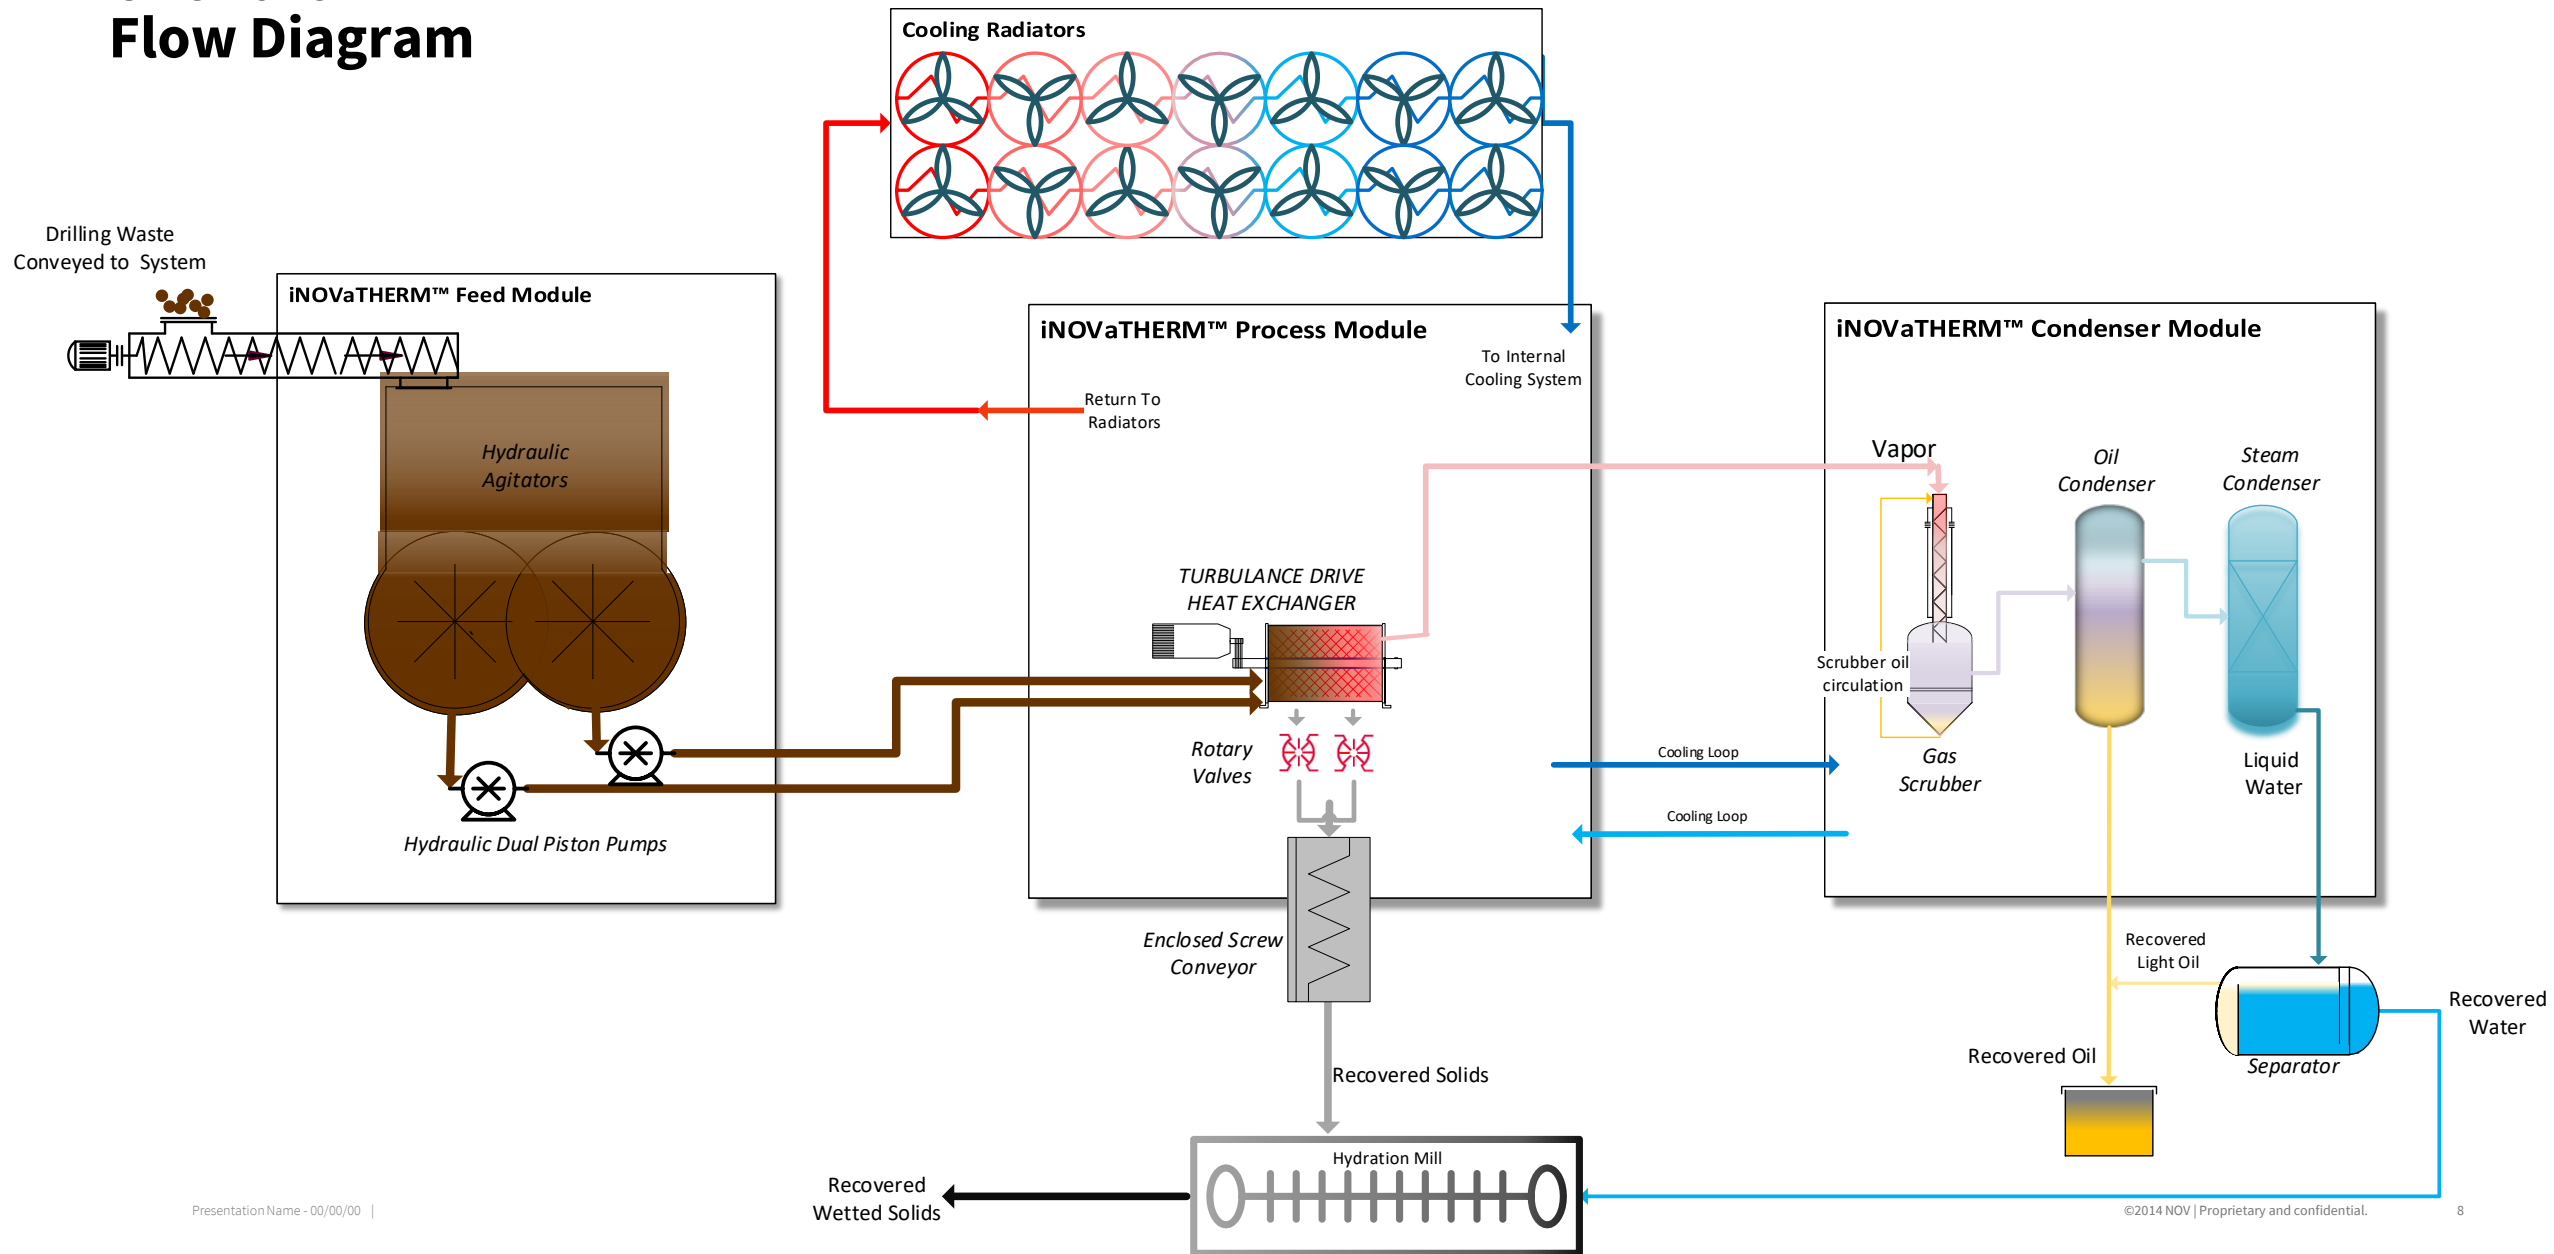 Flow Diagram
Cooling Radiators
Drilling Waste
Conveyed to System
iNOVaTHERM™ Feed Module
iNOVaTHERM™ Process Module
iNOVaTHERM™ Condenser Module
To Internal
Cooling System
Return To
Radiators
Hydraulic
Agitators
Vapor
Oil
Condenser
Steam
Condenser
TURBULANCE DRIVE
HEAT EXCHANGER
Scrubber oil
circulation
Rotary
Valves
Cooling Loop
Gas
Scrubber
Liquid
Water
Cooling Loop
Hydraulic Dual Piston Pumps
Enclosed Screw
Conveyor
Recovered
Light Oil
Recovered
Water
Recovered Oil
Separator
Recovered Solids
Hydration Mill
Recovered
Wetted Solids
Presentation Name - 00/00/00 |
©2014 NOV | Proprietary and confidential.
8